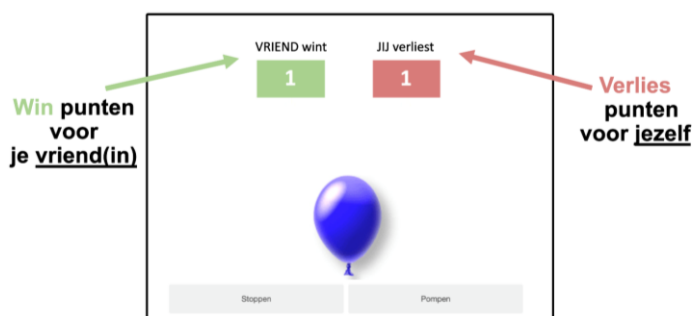 VRIEND wint
JIJ verliest
1
1
Win punten
voor
je vriend(in)
Verlies
punten
voor jezelf
Stoppen
Pompen